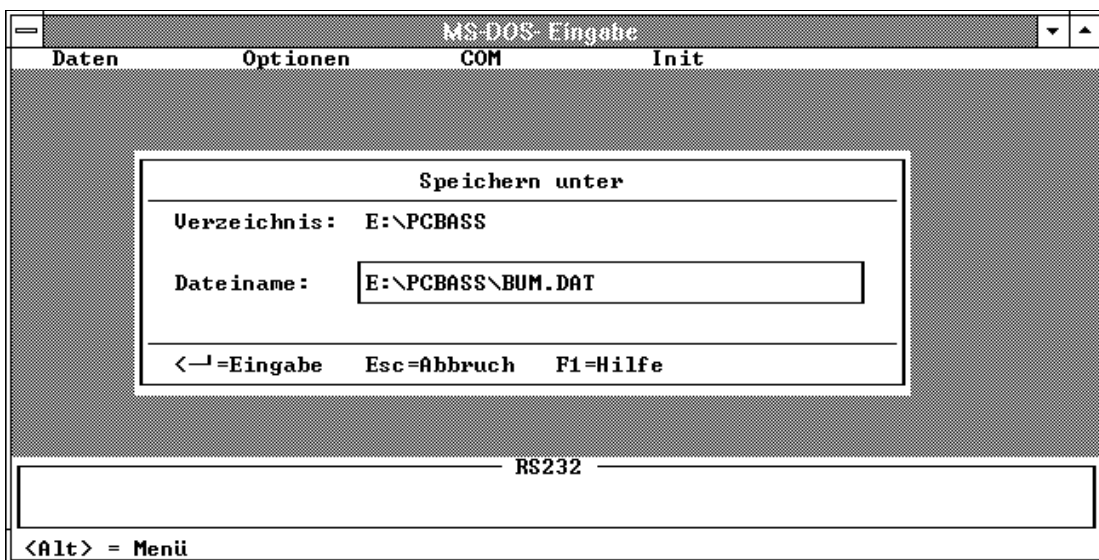 MS-DOS- Eingabe
Daten Optionen COM Init
Speichern unter
Verzeichnis: E:\PCBASS
Dateiname: E:\PCBASS\BUM.DAT
<─┘=Eingabe Esc=Abbruch F1=Hilfe
RS232
<Alt> = Menü